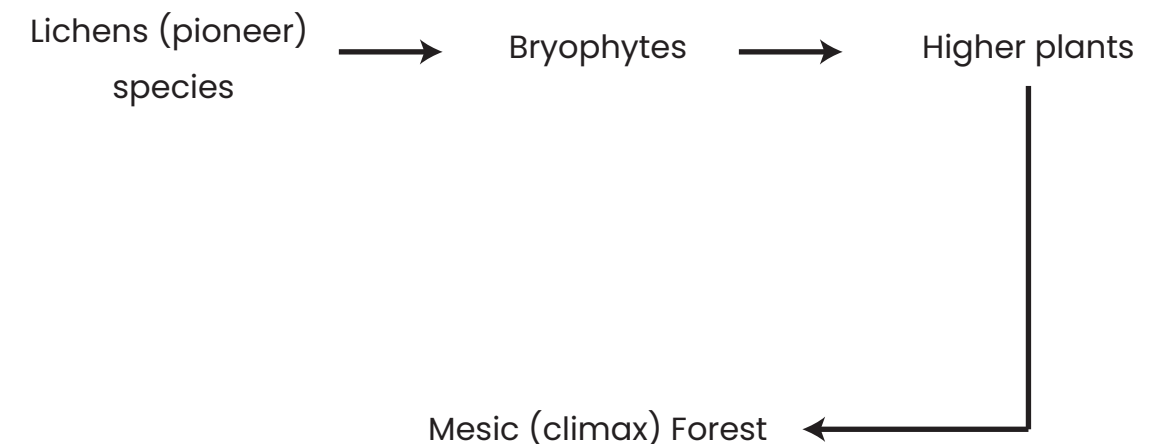 Lichens (pioneer)
species
Bryophytes
Higher plants
Mesic (climax) Forest